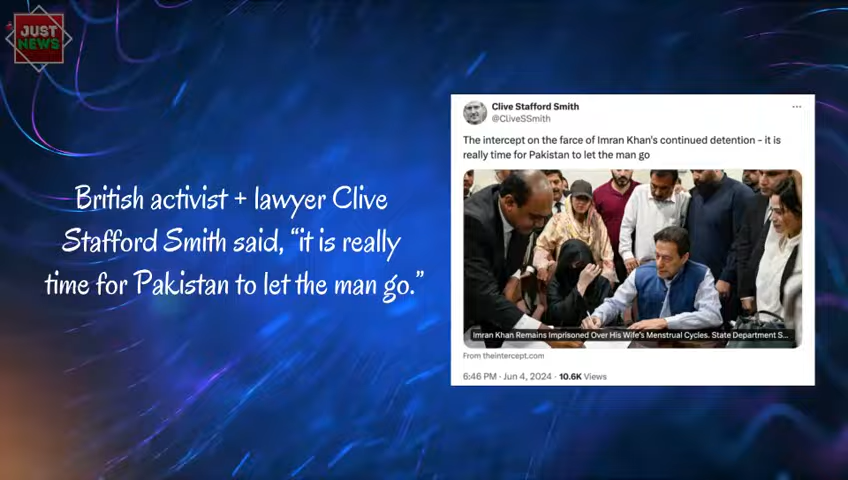 JUST
NEWS
British activist + lawyer Clive
Stafford Smith said, “it is really
time for Pakistan to let the man go.”
Clive Stafford Smith
@CliveSSmith
The intercept on the farce of Imran Khan's continued detention - it is
really time for Pakistan to let the man go
Imran Khan Remains Imprisoned Over His Wife's Menstrual Cycles. State Department S...
From theintercept.com
6:46 PM · Jun 4, 2024 · 10.6K Views